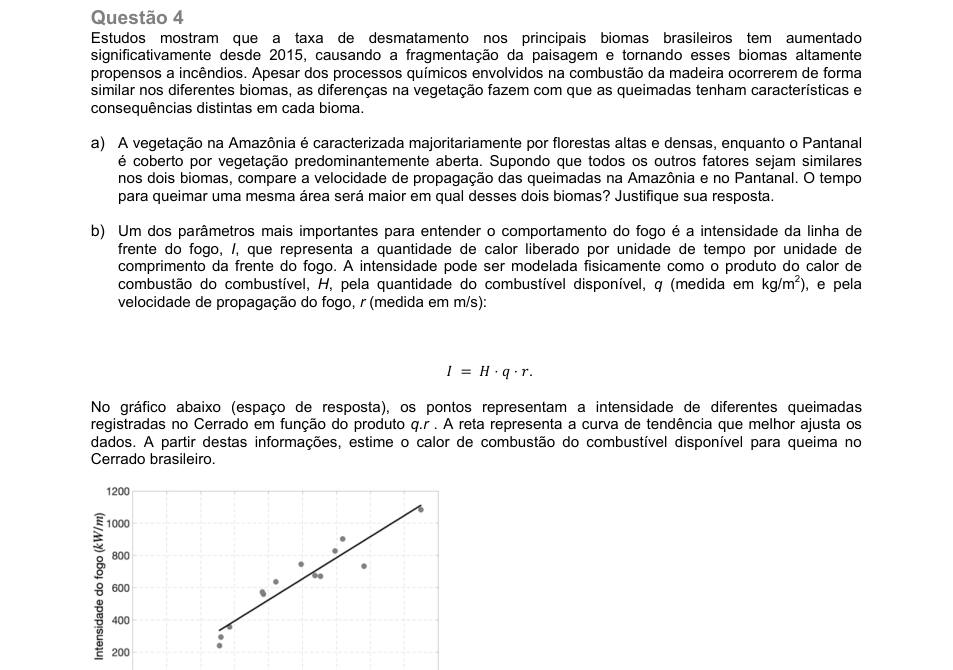 Questão 4
Estudos mostram que a taxa de desmatamento nos principais biomas brasileiros tem aumentado
significativamente desde 2015, causando a fragmentação da paisagem e tornando esses biomas altamente
propensos a incêndios. Apesar dos processos químicos envolvidos na combustão da madeira ocorrerem de forma
similar nos diferentes biomas, as diferenças na vegetação fazem com que as queimadas tenham características e
consequências distintas em cada bioma.
a) A vegetação na Amazônia é caracterizada majoritariamente por florestas altas e densas, enquanto o Pantanal
é coberto por vegetação predominantemente aberta. Supondo que todos os outros fatores sejam similares
nos dois biomas, compare a velocidade de propagação das queimadas na Amazônia e no Pantanal. O tempo
para queimar uma mesma área será maior em qual desses dois biomas? Justifique sua resposta.
b) Um dos parâmetros mais importantes para entender o comportamento do fogo é a intensidade da linha de
frente do fogo, I, que representa a quantidade de calor liberado por unidade de tempo por unidade de
comprimento da frente do fogo. A intensidade pode ser modelada fisicamente como o produto do calor de
combustão do combustível, H, pela quantidade do combustível disponível, q (medida em kg/m²), e pela
velocidade de propagação do fogo, r (medida em m/s):
I = H · q · r.
No gráfico abaixo (espaço de resposta), os pontos representam a intensidade de diferentes queimadas
registradas no Cerrado em função do produto q.r . A reta representa a curva de tendência que melhor ajusta os
dados. A partir destas informações, estime o calor de combustão do combustível disponível para queima no
Cerrado brasileiro.
Intensidade do fogo (kW/m)
1200
1000
800
600
400
200